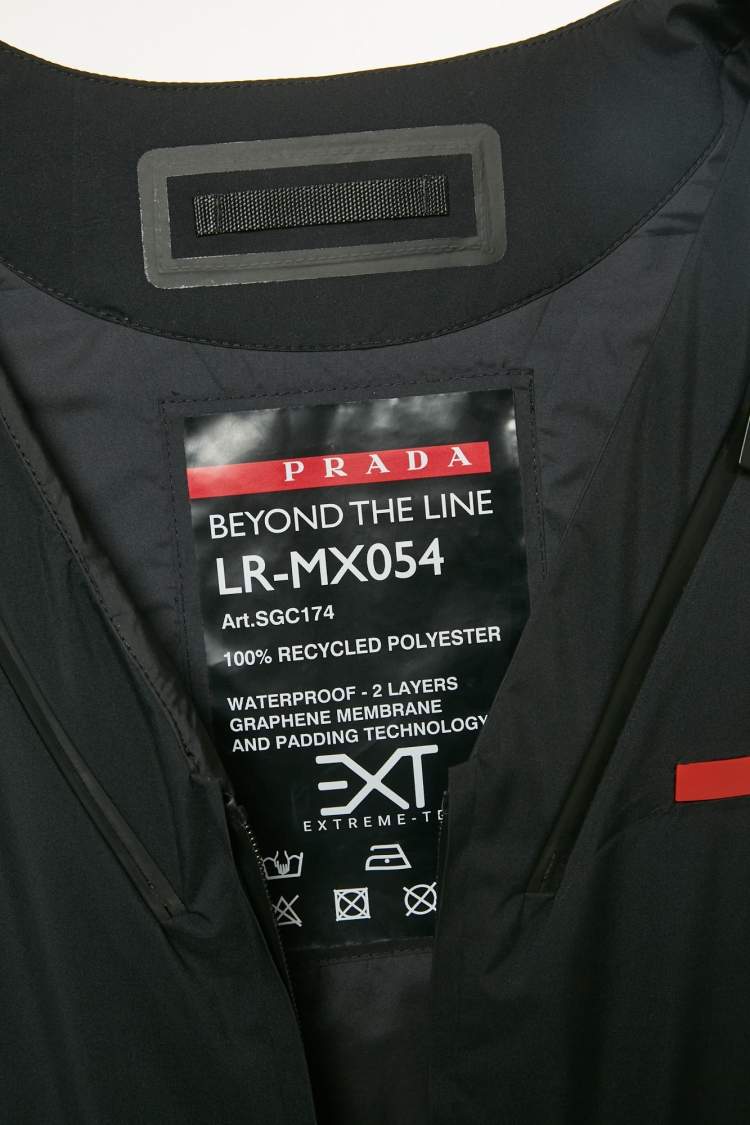 PRADA
BEYOND THE LINE
LR-MX054
Art.SGC174
100% RECYCLED POLYESTER
WATERPROOF - 2 LAYERS
GRAPHENE MEMBRANE
AND PADDING TECHNOLOGY
EXT